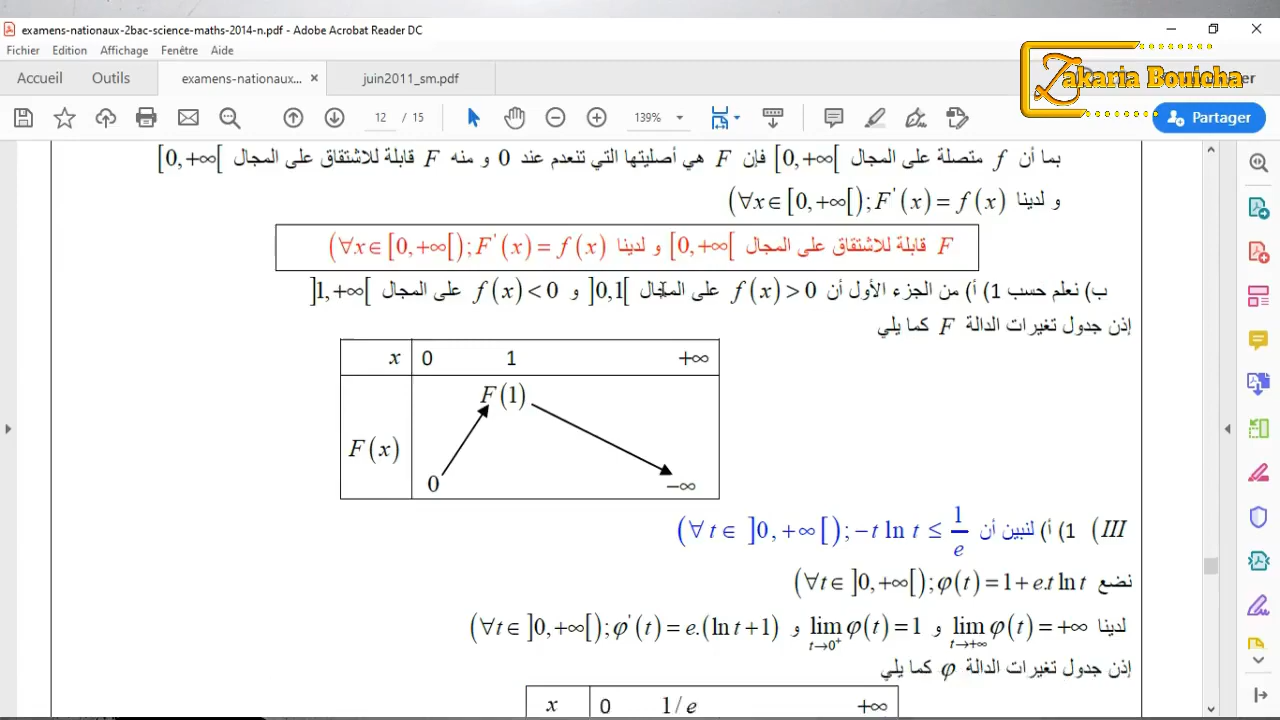 examens-nationaux-2bac-science-maths-2014-n.pdf - Adobe Acrobat Reader DC
Fichier Edition Affichage Fenêtre Aide
Accueil Outils examens-nationaux... × juin2011_sm.pdf
Zakaria Bouicha
12 / 15 139% Partager
بما أن f متصلة على المجال [0,+∞[ فإن F هي أصليتها التي تنعدم عند 0 و منه F قابلة للاشتقاق على المجال [0,+∞[
و لدينا (∀x∈[0,+∞[);F'(x)=f(x)
F قابلة للاشتقاق على المجال [0,+∞[ و لدينا (∀x∈[0,+∞[);F'(x)=f(x)
ب) نعلم حسب 1) أ) من الجزء الأول أن f(x)>0 على المجال ]0,1[ و f(x)<0 على المجال ]1,+∞[
إذن جدول تغيرات الدالة F كما يلي
x 0 1 +∞
F(1)
F(x)
0 −∞
III) 1) أ) لنبين أن (∀t∈ ]0,+∞[);−t ln t ≤ 1/e
نضع (∀t∈]0,+∞[);φ(t)=1+e.t ln t
لدينا lim t→+∞ φ(t)=+∞ و lim t→0⁺ φ(t)=1 و (∀t∈]0,+∞[);φ'(t)=e.(ln t+1)
إذن جدول تغيرات الدالة φ كما يلي
x 0 1/e +∞